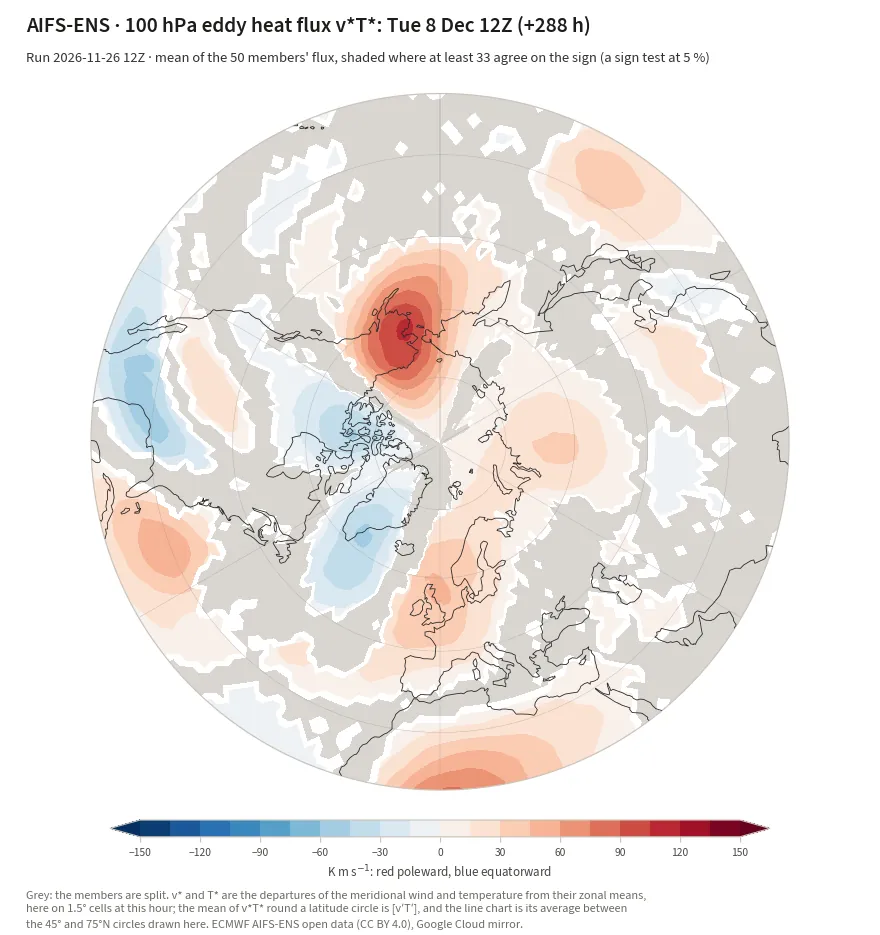 AIFS-ENS · 100 hPa eddy heat flux v*T*: Tue 8 Dec 12Z (+288 h)
Run 2026-11-26 12Z · mean of the 50 members' flux, shaded where at least 33 agree on the sign (a sign test at 5 %)
−150 −120 −90 −60 −30 0 30 60 90 120 150
K m s⁻¹: red poleward, blue equatorward
Grey: the members are split. v* and T* are the departures of the meridional wind and temperature from their zonal means,
here on 1.5° cells at this hour; the mean of v*T* round a latitude circle is [v'T'], and the line chart is its average between
the 45° and 75°N circles drawn here. ECMWF AIFS-ENS open data (CC BY 4.0), Google Cloud mirror.